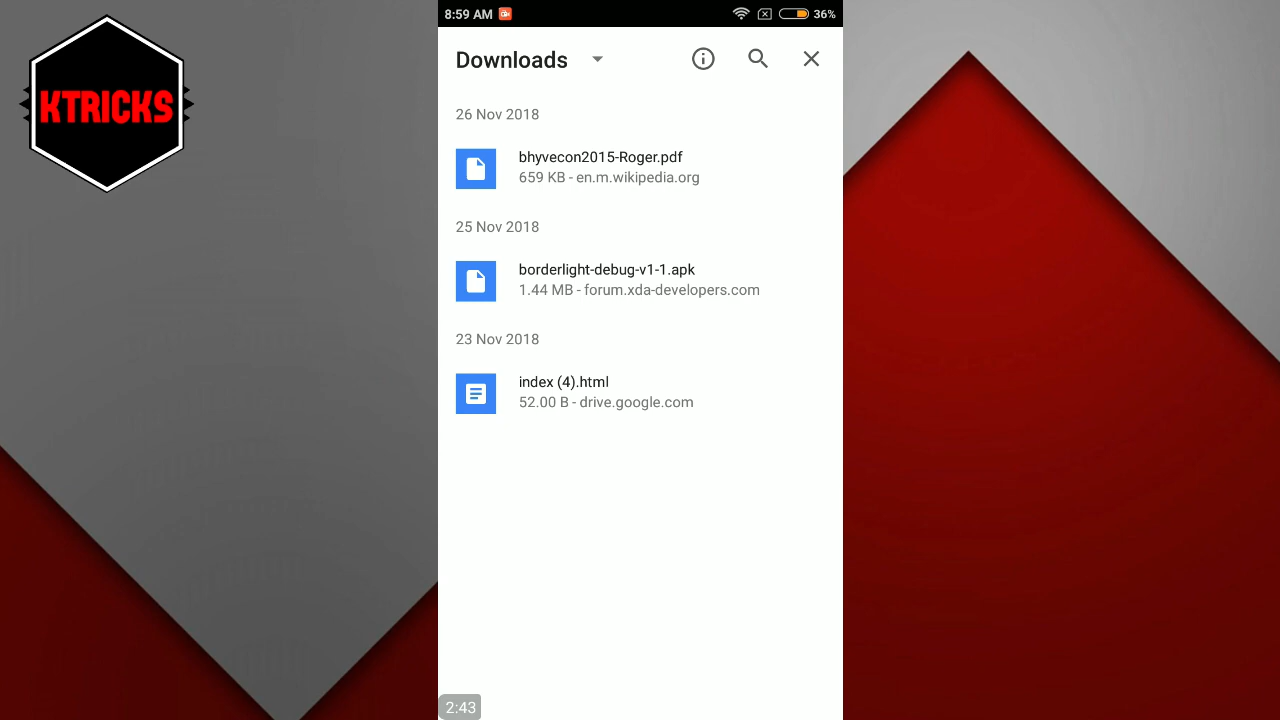 KTRICKS
8:59 AM
36%
Downloads
26 Nov 2018
bhyvecon2015-Roger.pdf
659 KB - en.m.wikipedia.org
25 Nov 2018
borderlight-debug-v1-1.apk
1.44 MB - forum.xda-developers.com
23 Nov 2018
index (4).html
52.00 B - drive.google.com
2:43